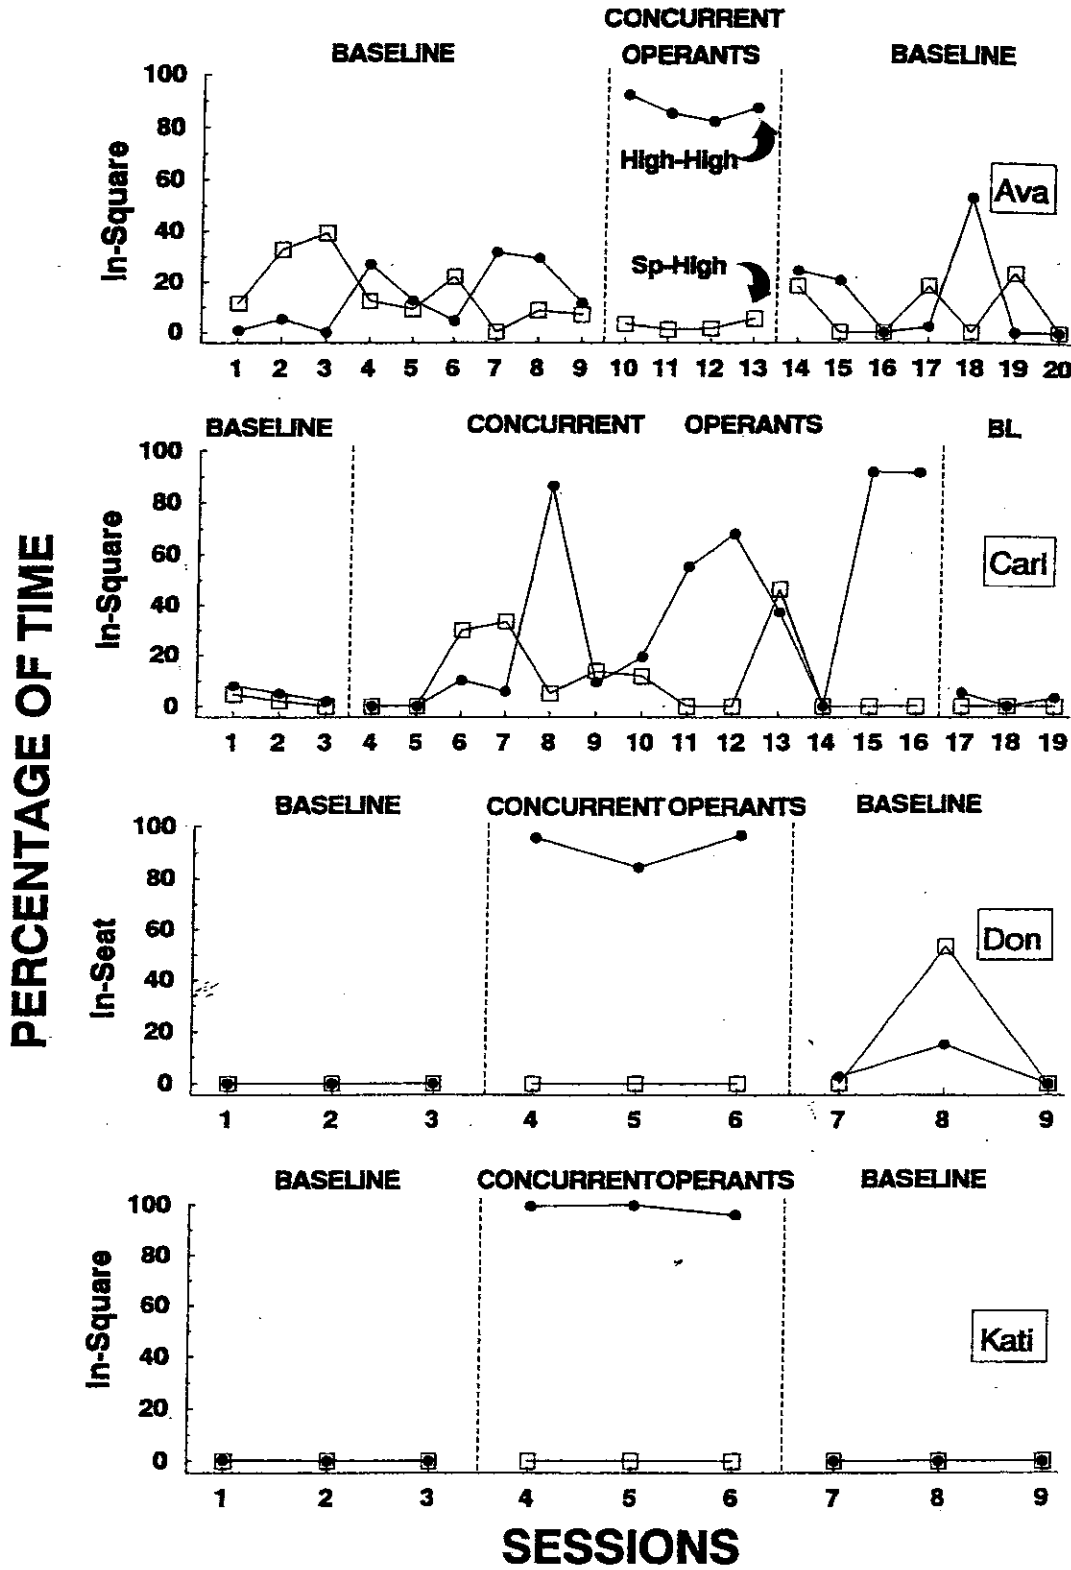 CONCURRENT
BASELINE OPERANTS BASELINE
100
80
60
40
20
0
In-Square
High-High
Sp-High
Ava
1 2 3 4 5 6 7 8 9 10 11 12 13 14 15 16 17 18 19 20
BASELINE CONCURRENT OPERANTS BL
100
80
60
40
20
0
In-Square
Carl
1 2 3 4 5 6 7 8 9 10 11 12 13 14 15 16 17 18 19
PERCENTAGE OF TIME
BASELINE CONCURRENT OPERANTS BASELINE
100
80
60
40
20
0
In-Seat
Don
1 2 3 4 5 6 7 8 9
BASELINE CONCURRENT OPERANTS BASELINE
100
80
60
40
20
0
In-Square
Kati
1 2 3 4 5 6 7 8 9
SESSIONS